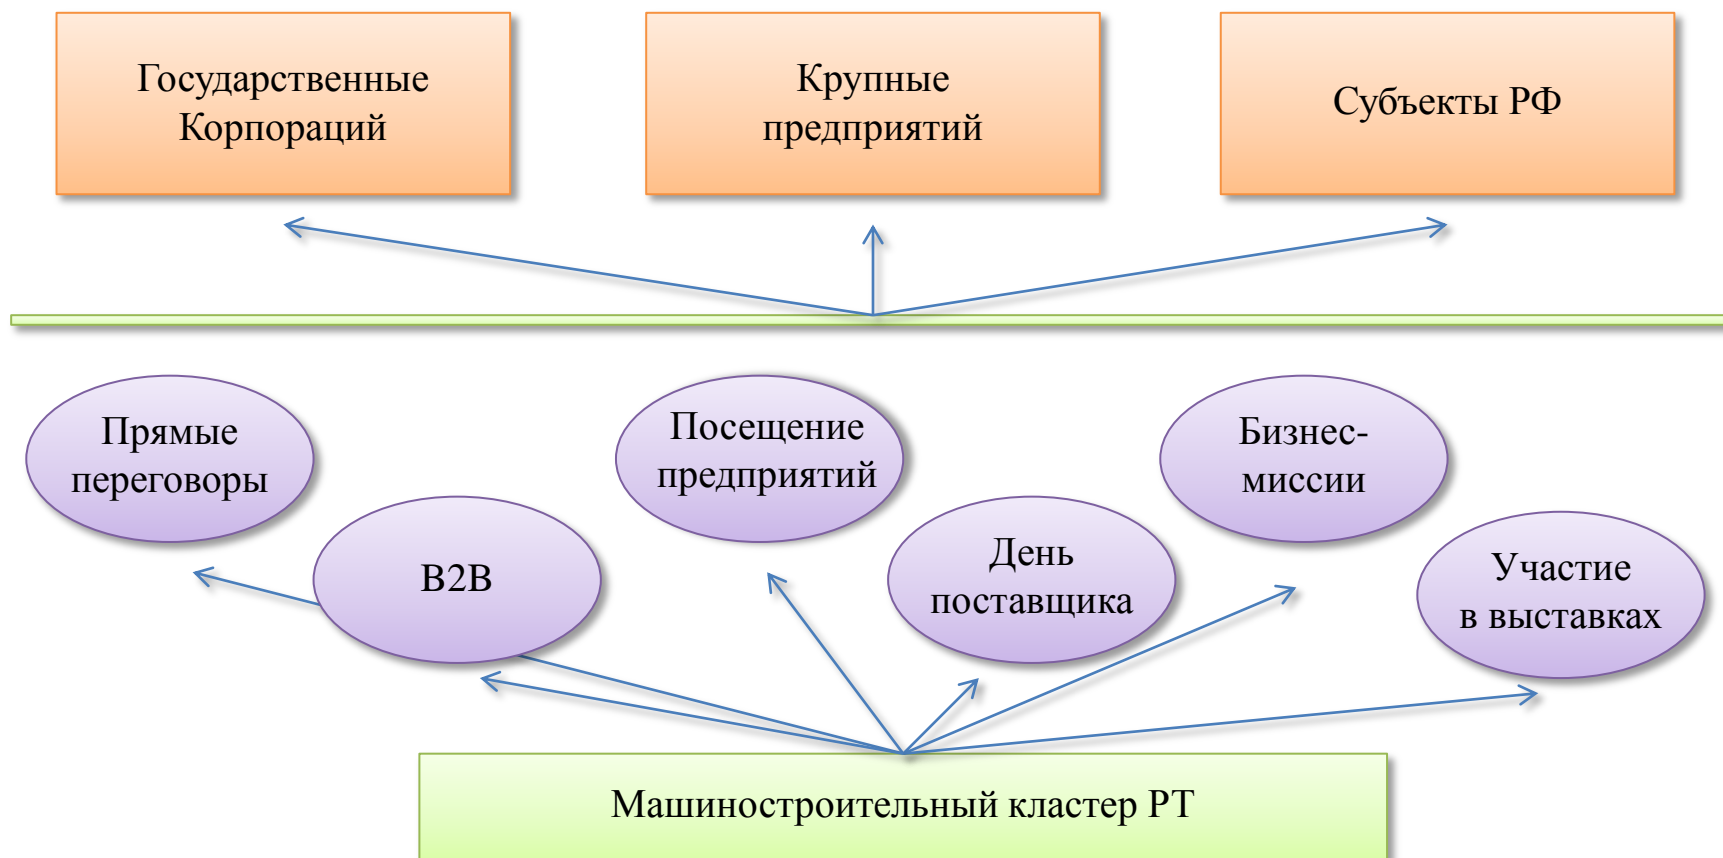 Государственные
Корпораций
Крупные
предприятий
Субъекты РФ
Прямые
переговоры
B2B
Посещение
предприятий
День
поставщика
Бизнес-
миссии
Участие
в выставках
Машиностроительный кластер РТ